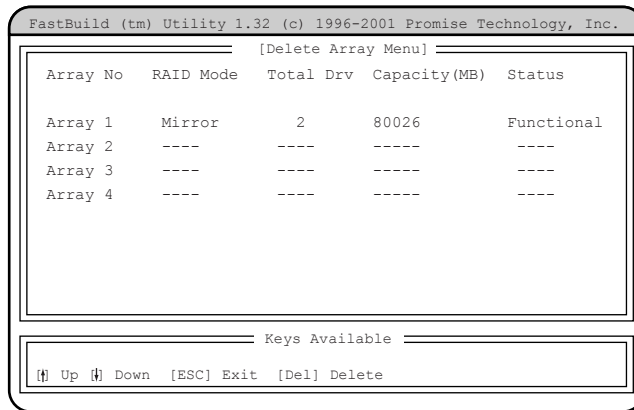 FastBuild (tm) Utility 1.32 (c) 1996-2001 Promise Technology, Inc.
[Delete Array Menu]
Array No RAID Mode Total Drv Capacity(MB) Status
Array 1 Mirror 2 80026 Functional
Array 2 ---- ---- ----- ----
Array 3 ---- ---- ----- ----
Array 4 ---- ---- ----- ----
Keys Available
[↑] Up [↓] Down [ESC] Exit [Del] Delete